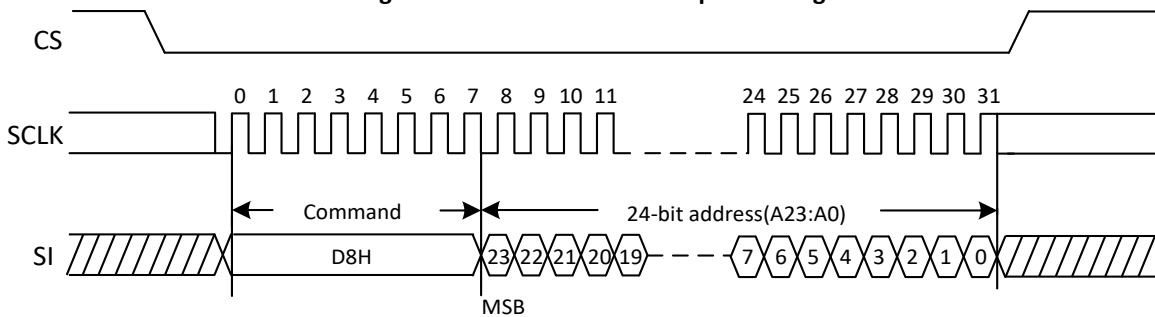 CS
0 1 2 3 4 5 6 7 8 9 10 11 24 25 26 27 28 29 30 31
SCLK
Command 24-bit address(A23:A0)
SI D8H 23 22 21 20 19 7 6 5 4 3 2 1 0
MSB